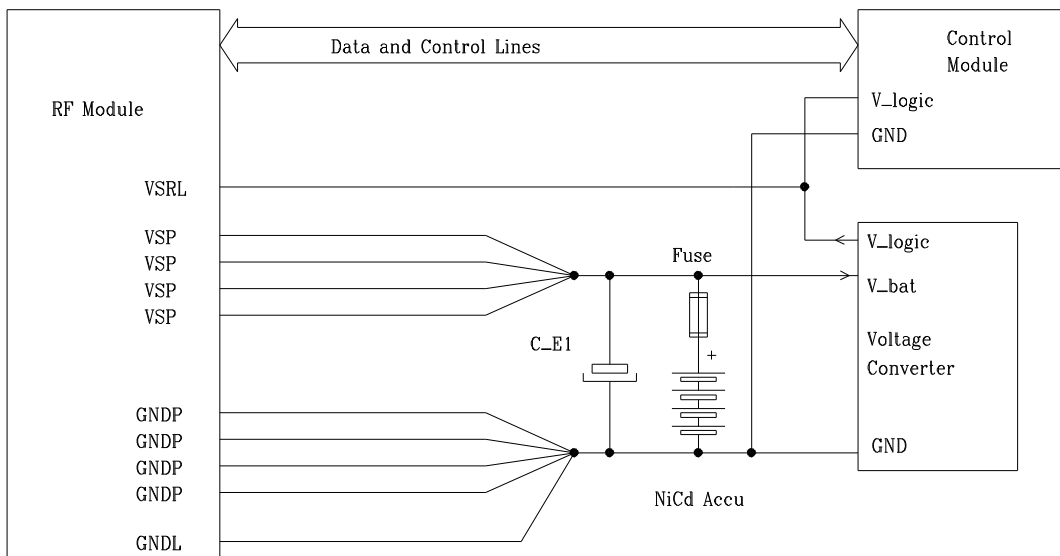 Data and Control Lines
Control
Module
RF Module
V_logic
GND
VSRL
VSP
VSP
VSP
VSP
Fuse
V_logic
V_bat
C_E1
+
Voltage
Converter
GNDP
GNDP
GNDP
GNDP
GNDL
GND
NiCd Accu